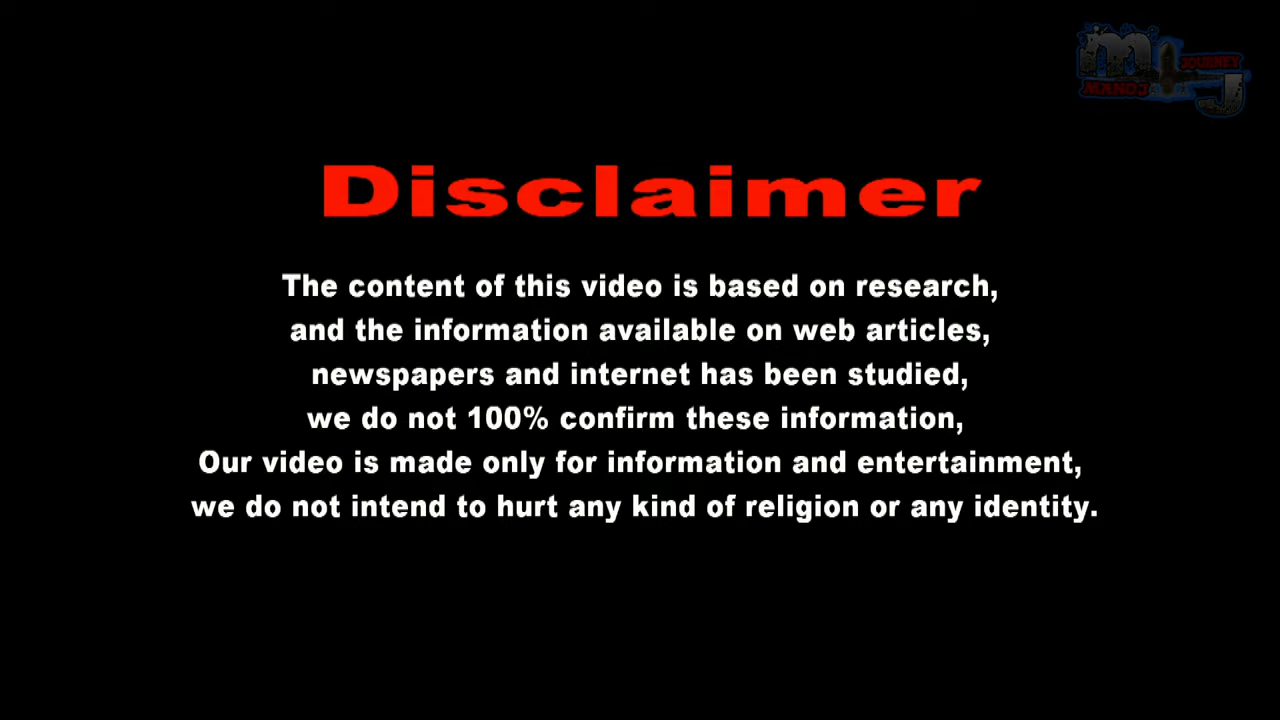 M J
JOURNEY
MANOJ
Disclaimer
The content of this video is based on research,
and the information available on web articles,
newspapers and internet has been studied,
we do not 100% confirm these information,
Our video is made only for information and entertainment,
we do not intend to hurt any kind of religion or any identity.